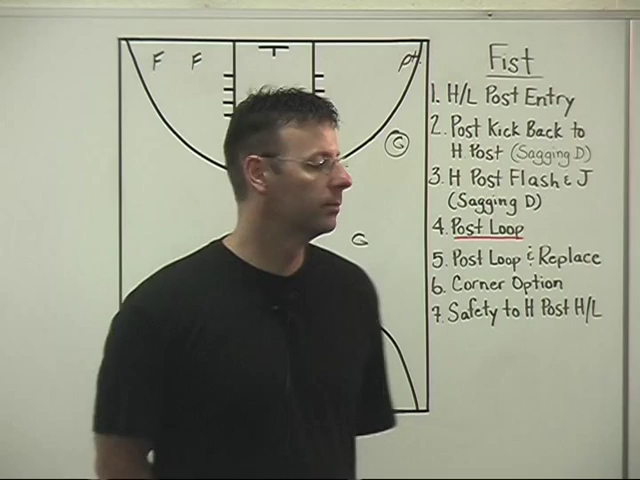 Fist
1. H/L Post Entry
2. Post Kick Back to
H Post (Sagging D)
3. H Post Flash & J
(Sagging D)
4. Post Loop
5. Post Loop & Replace
6. Corner Option
7. Safety to H Post H/L
F F pt.
G
G